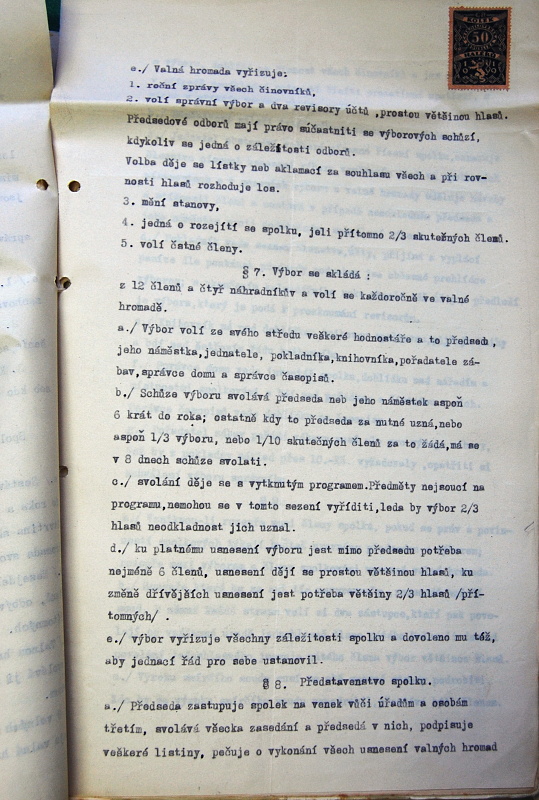 KOLEK
50
HALÉŘŮ
e./ Valná hromada vyřizuje:
1. roční zprávy všech činovníků,
2. volí správní výbor a dva revisory účtů ,prostou většinou hlasů.
Předsedové odborů mají právo súčastniti se výborových schůzí,
kdykoliv se jedná o záležitosti odborů.
Volba děje se lístky neb aklamací za souhlasu všech a při rov-
nosti hlasů rozhoduje los.
3. mění stanovy,
4. jedná o rozejítí se spolku, jeli přítomno 2/3 skutečných členů.
5. volí čstné členy.
§ 7. Výbor se skládá :
z 12 členů a čtyř náhradníkův a volí se každoročně ve valné
hromadě.
a./ Výbor volí ze svého středu veškeré hodnostáře a to předsedu,
jeho náměstka,jednatele, pokladníka,knihovníka,pořadatele zá-
bav,správce domu a správce časopisů.
b./ Schůze výboru svolává předseda neb jeho náměstek aspoň
6 krát do roka; ostatně kdy to předseda za nutné uzná,nebo
aspoň 1/3 výboru, nebo 1/10 skutečných členů za to žádá,má se
v 8 dnech schůze svolati.
c./ svolání děje se s vytknutým programem.Předměty nejsoucí na
programu,nemohou se v tomto sezení vyříditi,leda by výbor 2/3
hlasů neodkladnost jich uznal.
d./ ku platnému usnesení výboru jest mimo předsedu potřeba
nejméně 6 členů, usnesení dějí se prostou většinou hlasů, ku
změně dřívějších usnesení jest potřeba většiny 2/3 hlasů /pří-
tomných/ .
e./ výbor vyřizuje všechny záležitosti spolku a dovoleno mu též,
aby jednací řád pro sebe ustanovil.
§ 8. Představenstvo spolku.
a./ Předseda zastupuje spolek na venek vůči úřadům a osobám
třetím, svolává všecka zasedání a předsedá v nich, podpisuje
veškeré listiny, pečuje o vykonání všech usnesení valných hromad